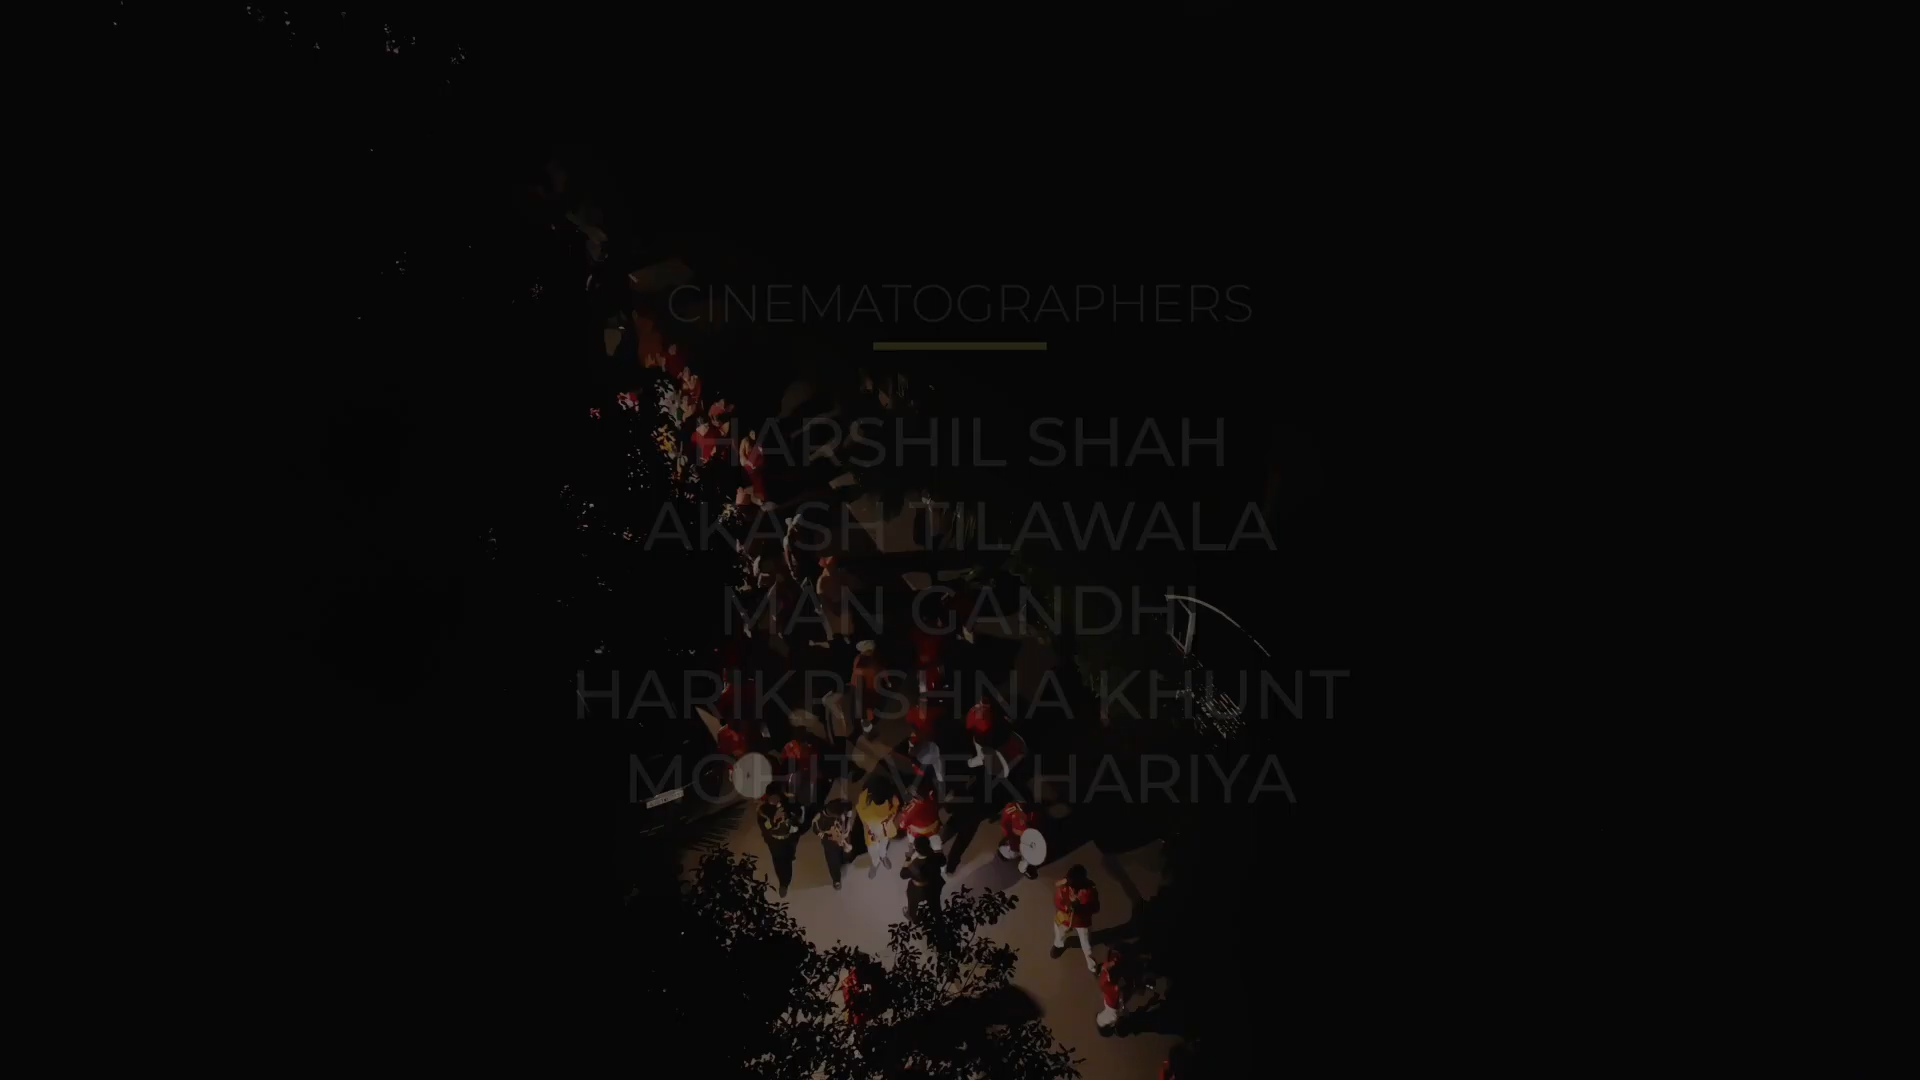 CINEMATOGRAPHERS
HARSHIL SHAH
AKASH TILAWALA
MAN GANDHI
HARIKRISHNA KHUNT
MOHIT VEKHARIYA